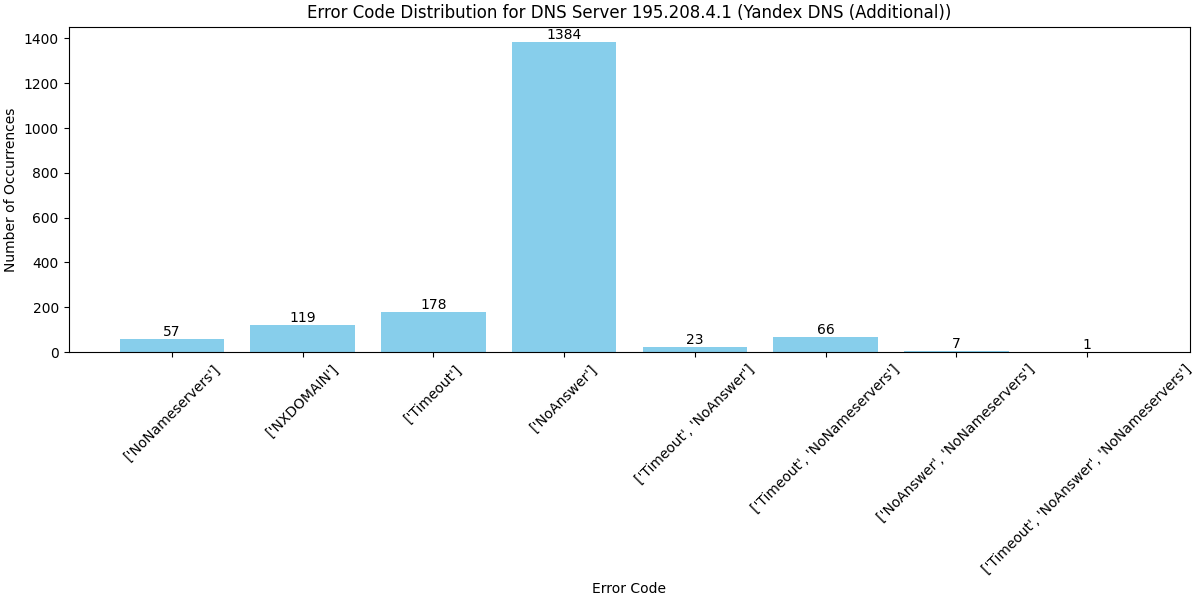 Error Code Distribution for DNS Server 195.208.4.1 (Yandex DNS (Additional))
Number of Occurrences
1400
1200
1000
800
600
400
200
0
57
119
178
1384
23
66
7
1
['NoNameservers']
['NXDOMAIN']
['Timeout']
['NoAnswer']
['Timeout', 'NoAnswer']
['Timeout', 'NoNameservers']
['NoAnswer', 'NoNameservers']
['Timeout', 'NoAnswer', 'NoNameservers']
Error Code